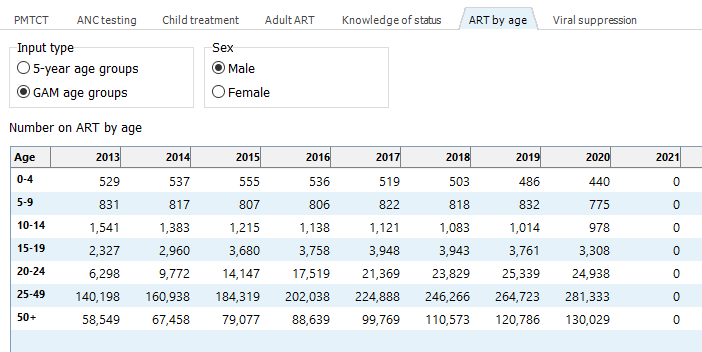 PMTCT ANC testing Child treatment Adult ART Knowledge of status ART by age Viral suppression
Input type Sex
5-year age groups Male
GAM age groups Female
Number on ART by age
Age 2013 2014 2015 2016 2017 2018 2019 2020 2021
0-4 529 537 555 536 519 503 486 440 0
5-9 831 817 807 806 822 818 832 775 0
10-14 1,541 1,383 1,215 1,138 1,121 1,083 1,014 978 0
15-19 2,327 2,960 3,680 3,758 3,948 3,943 3,761 3,308 0
20-24 6,298 9,772 14,147 17,519 21,369 23,829 25,339 24,938 0
25-49 140,198 160,938 184,319 202,038 224,888 246,266 264,723 281,333 0
50+ 58,549 67,458 79,077 88,639 99,769 110,573 120,786 130,029 0